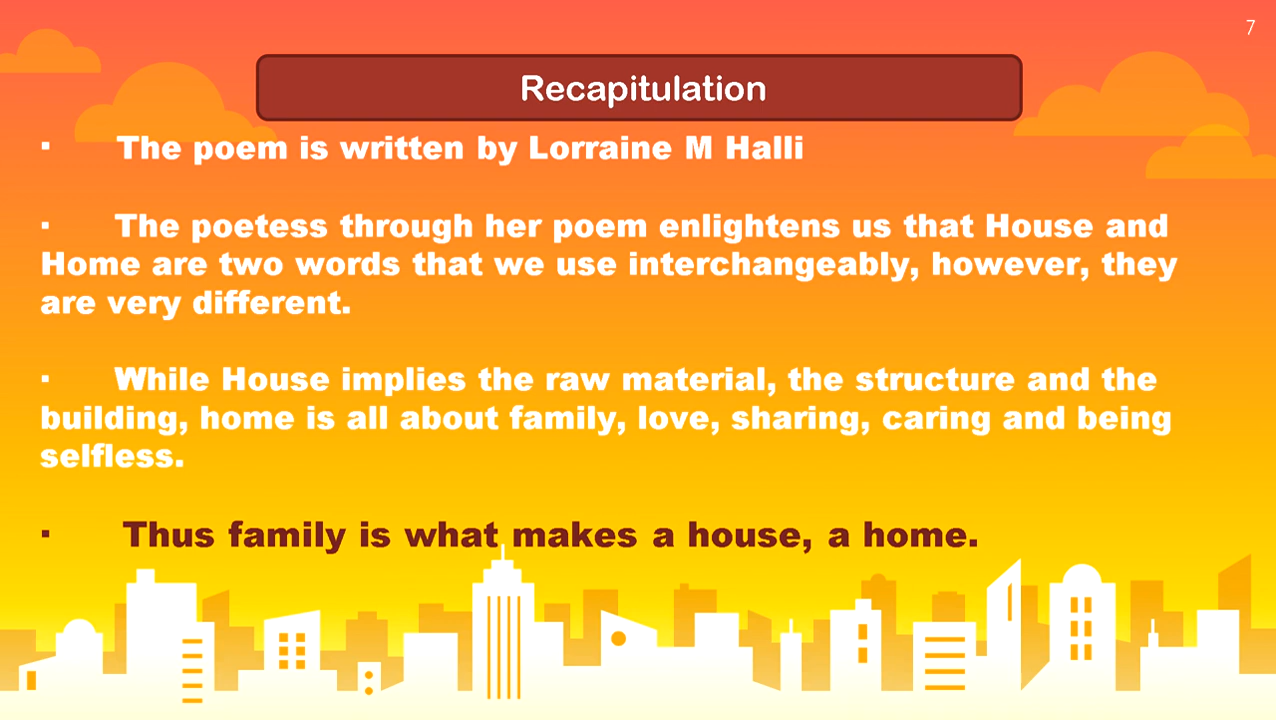 7
Recapitulation
▪ The poem is written by Lorraine M Halli
▪ The poetess through her poem enlightens us that House and
Home are two words that we use interchangeably, however, they
are very different.
▪ While House implies the raw material, the structure and the
building, home is all about family, love, sharing, caring and being
selfless.
▪ Thus family is what makes a house, a home.